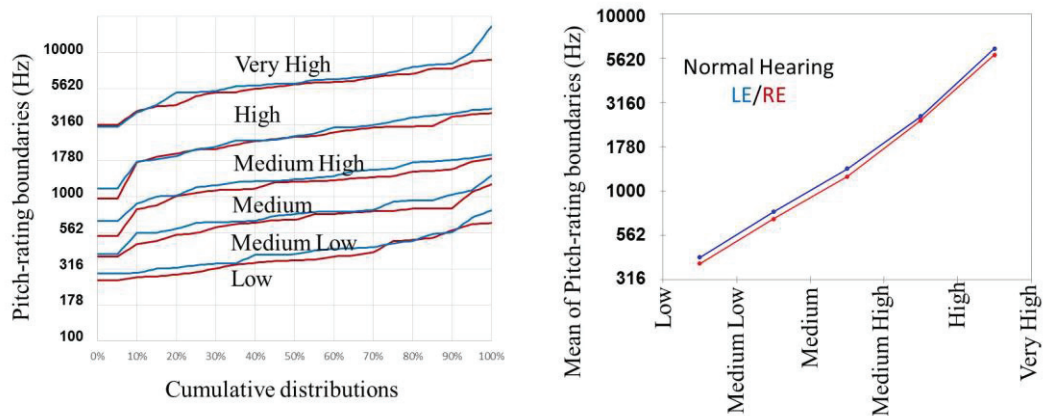 Pitch-rating boundaries (Hz)
10000
5620
3160
1780
1000
562
316
178
100
Very High
High
Medium High
Medium
Medium Low
Low
0% 10% 20% 30% 40% 50% 60% 70% 80% 90% 100%
Cumulative distributions
Mean of Pitch-rating boundaries (Hz)
10000
5620
3160
1780
1000
562
316
Normal Hearing
LE/RE
Low
Medium Low
Medium
Medium High
High
Very High